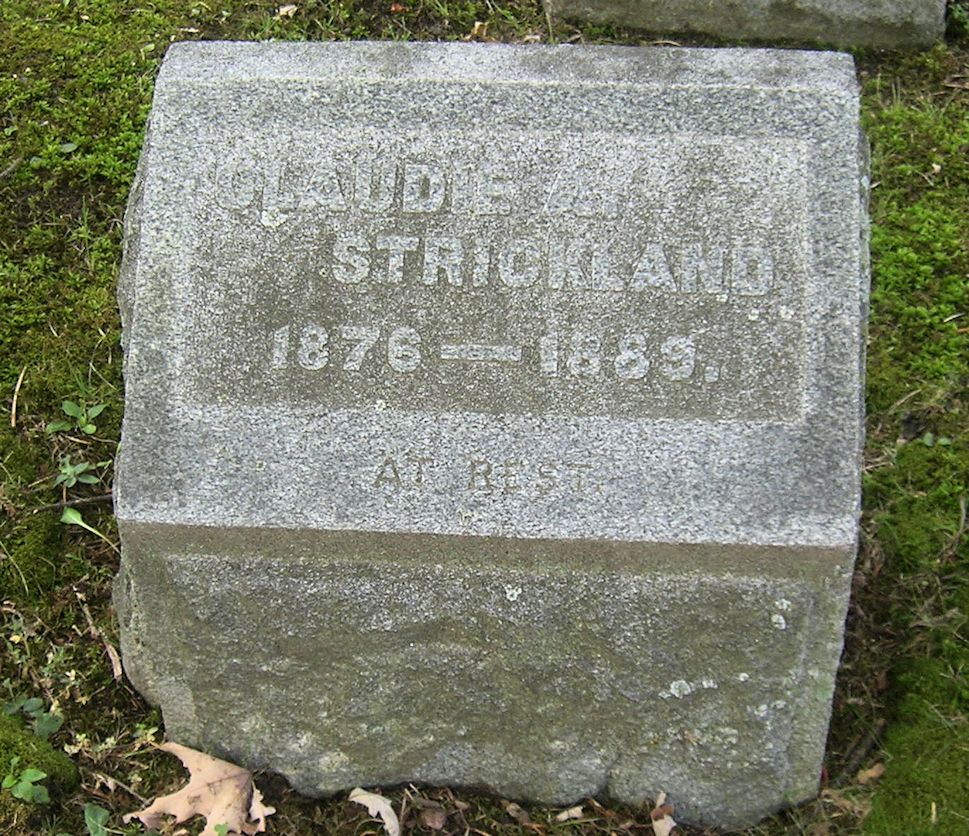 CLAUDIE A.
STRICKLAND
1876 — 1889.
AT REST.